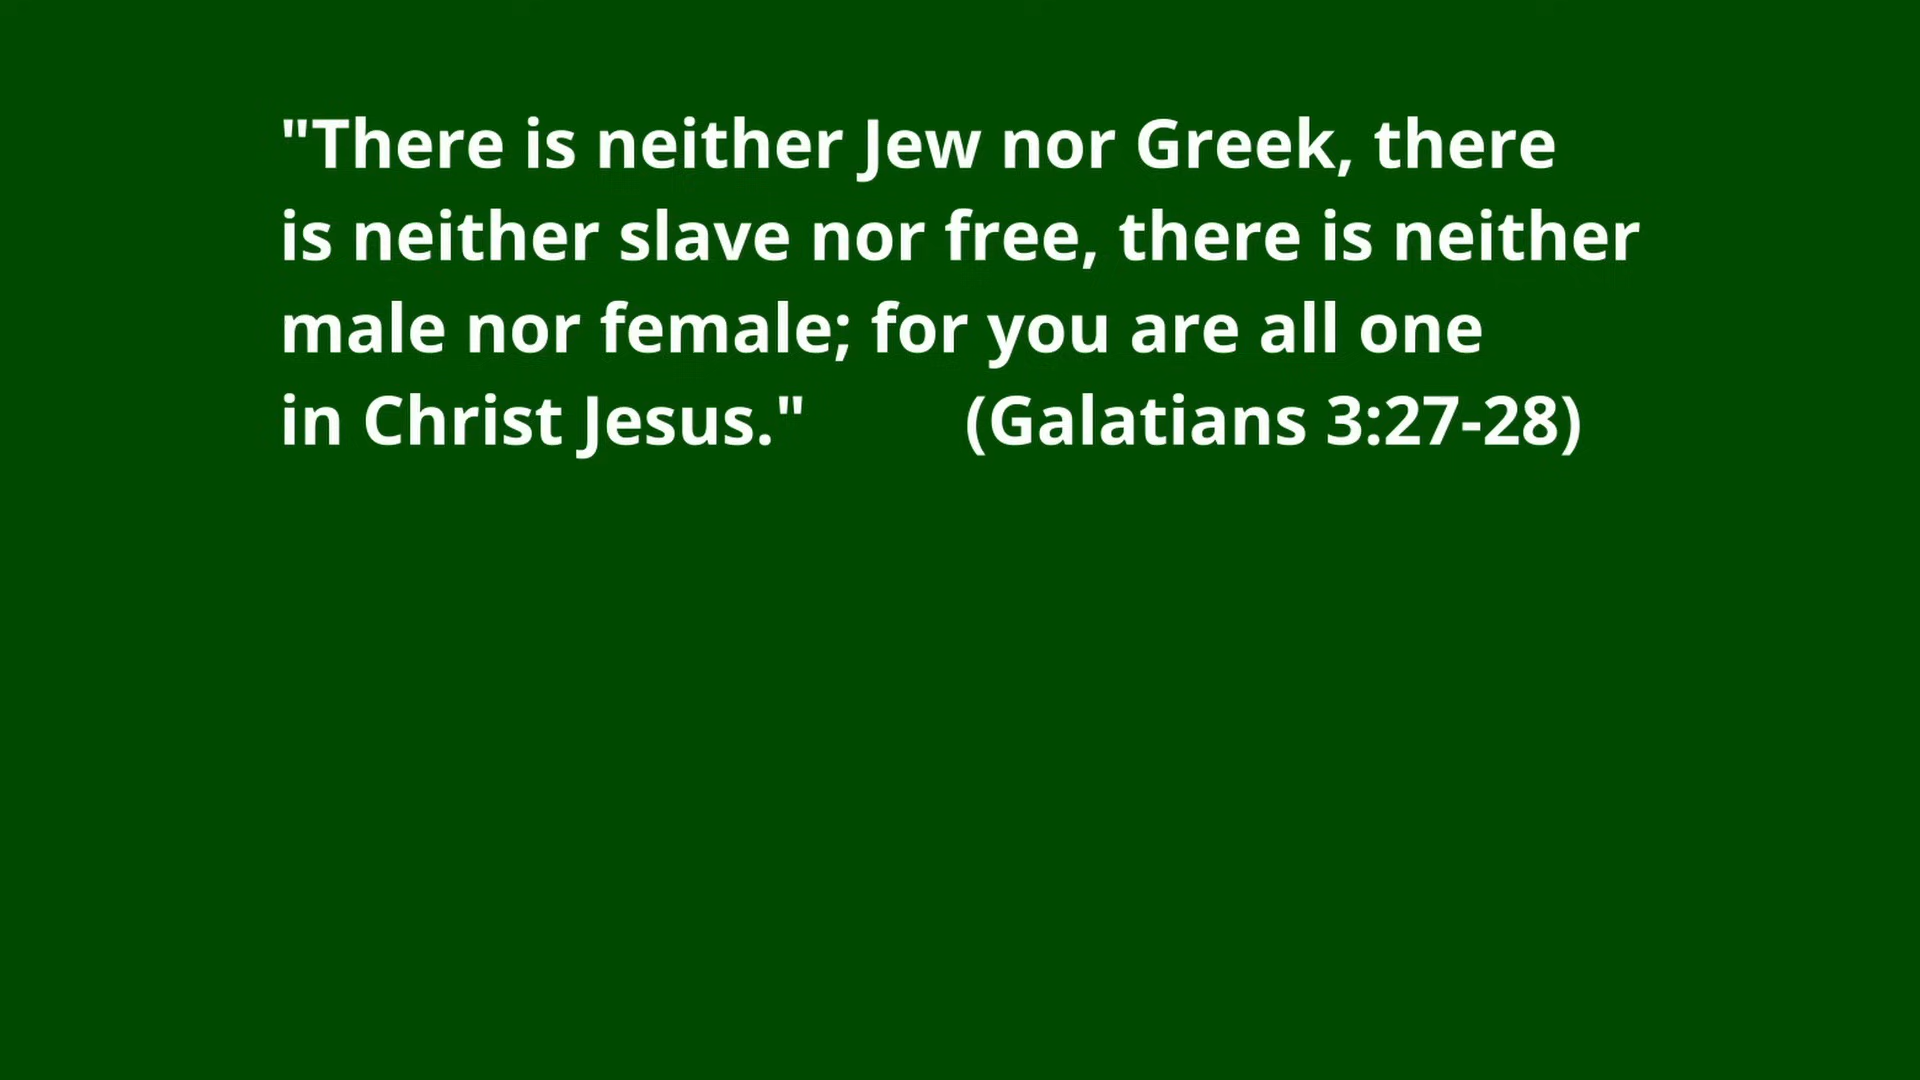 "There is neither Jew nor Greek, there
is neither slave nor free, there is neither
male nor female; for you are all one
in Christ Jesus." (Galatians 3:27-28)